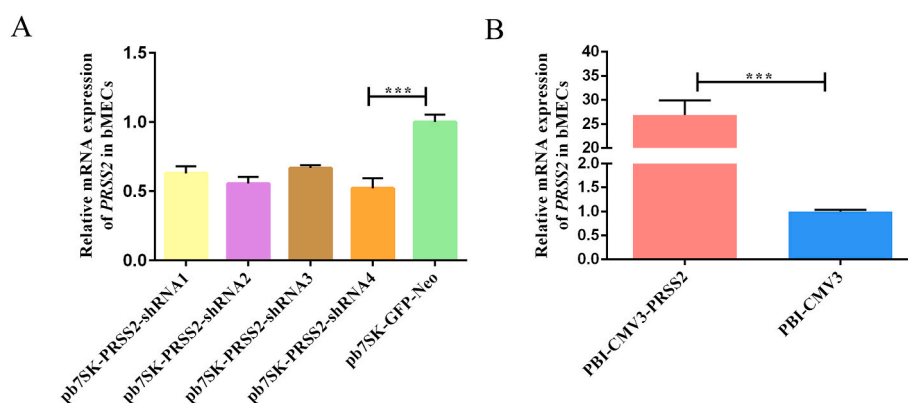 A
Relative mRNA expression
of PRSS2 in bMECs
1.5
1.0
0.5
0.0
***
pb7SK-PRSS2-shRNA1
pb7SK-PRSS2-shRNA2
pb7SK-PRSS2-shRNA3
pb7SK-PRSS2-shRNA4
pb7SK-GFP-Neo
B
Relative mRNA expression
of PRSS2 in bMECs
40
35
30
25
20
2.0
1.5
1.0
0.5
0.0
***
PBI-CMV3-PRSS2
PBI-CMV3